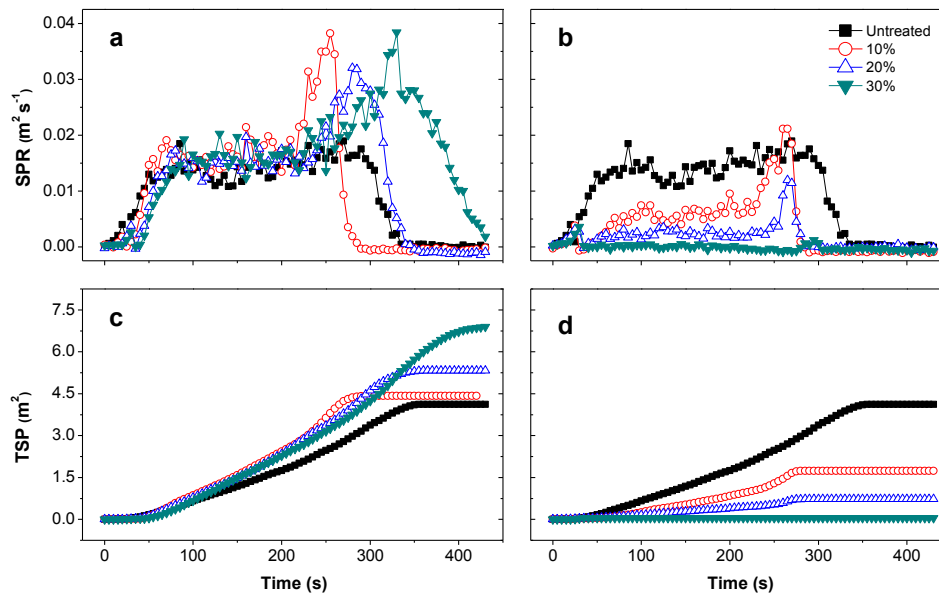 a
0.04
0.03
0.02
0.01
0.00
SPR (m² s⁻¹)
b
Untreated
10%
20%
30%
c
7.5
6.0
4.5
3.0
1.5
0.0
TSP (m²)
0 100 200 300 400
Time (s)
d
0 100 200 300 400
Time (s)